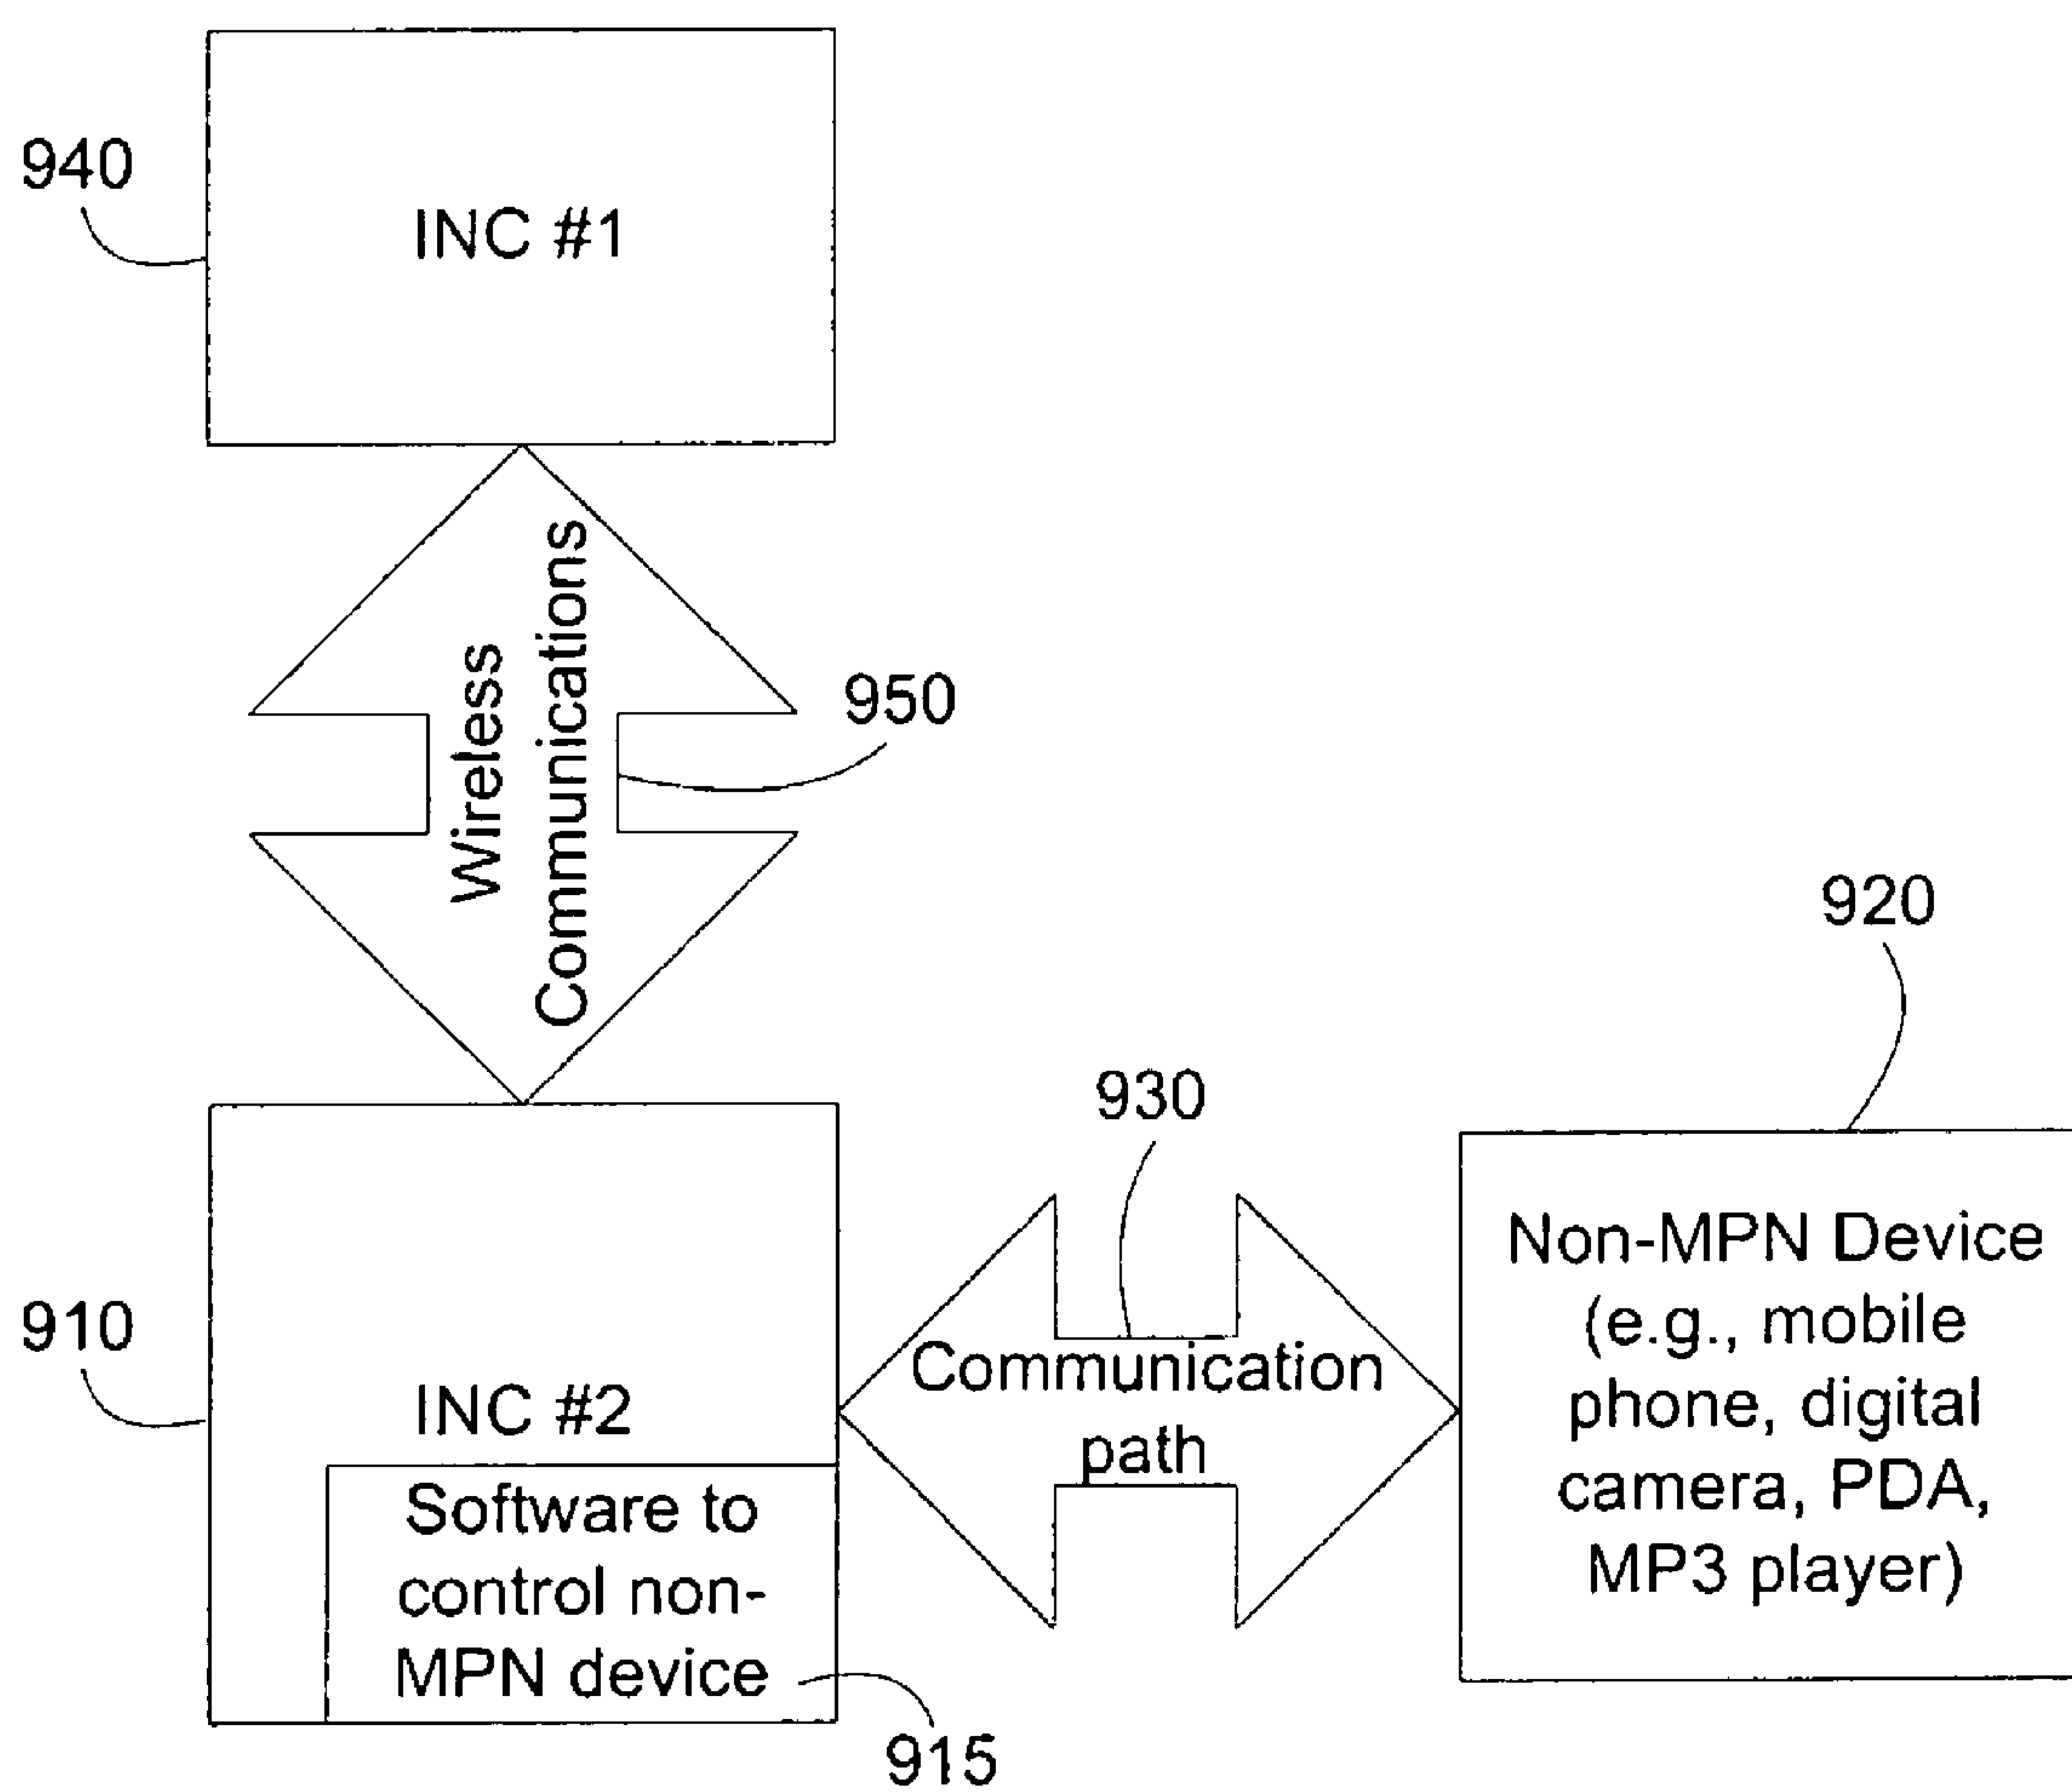 940
INC #1
Wireless
Communications
950
920
930
910
INC #2
Software to
control non-
MPN device
915
Communication
path
Non-MPN Device
(e.g., mobile
phone, digital
camera, PDA,
MP3 player)